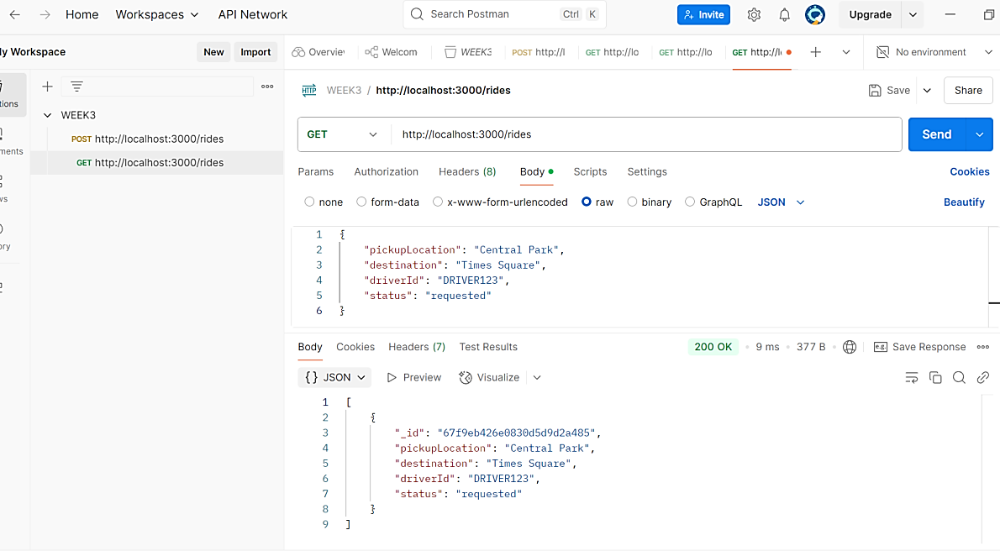 Home Workspaces API Network Search Postman Ctrl K Invite Upgrade
My Workspace New Import Overvie Welcom WEEK3 POST http://l GET http://lo GET http://lo GET http://l No environment
WEEK3 / http://localhost:3000/rides Save Share
WEEK3
POST http://localhost:3000/rides
GET http://localhost:3000/rides
GET http://localhost:3000/rides Send
Params Authorization Headers (8) Body Scripts Settings Cookies
none form-data x-www-form-urlencoded raw binary GraphQL JSON Beautify
1 {
2 "pickupLocation": "Central Park",
3 "destination": "Times Square",
4 "driverId": "DRIVER123",
5 "status": "requested"
6 }
Body Cookies Headers (7) Test Results 200 OK 9 ms 377 B e.g. Save Response
{} JSON Preview Visualize
1 [
2 {
3 "_id": "67f9eb426e0830d5d9d2a485",
4 "pickupLocation": "Central Park",
5 "destination": "Times Square",
6 "driverId": "DRIVER123",
7 "status": "requested"
8 }
9 ]